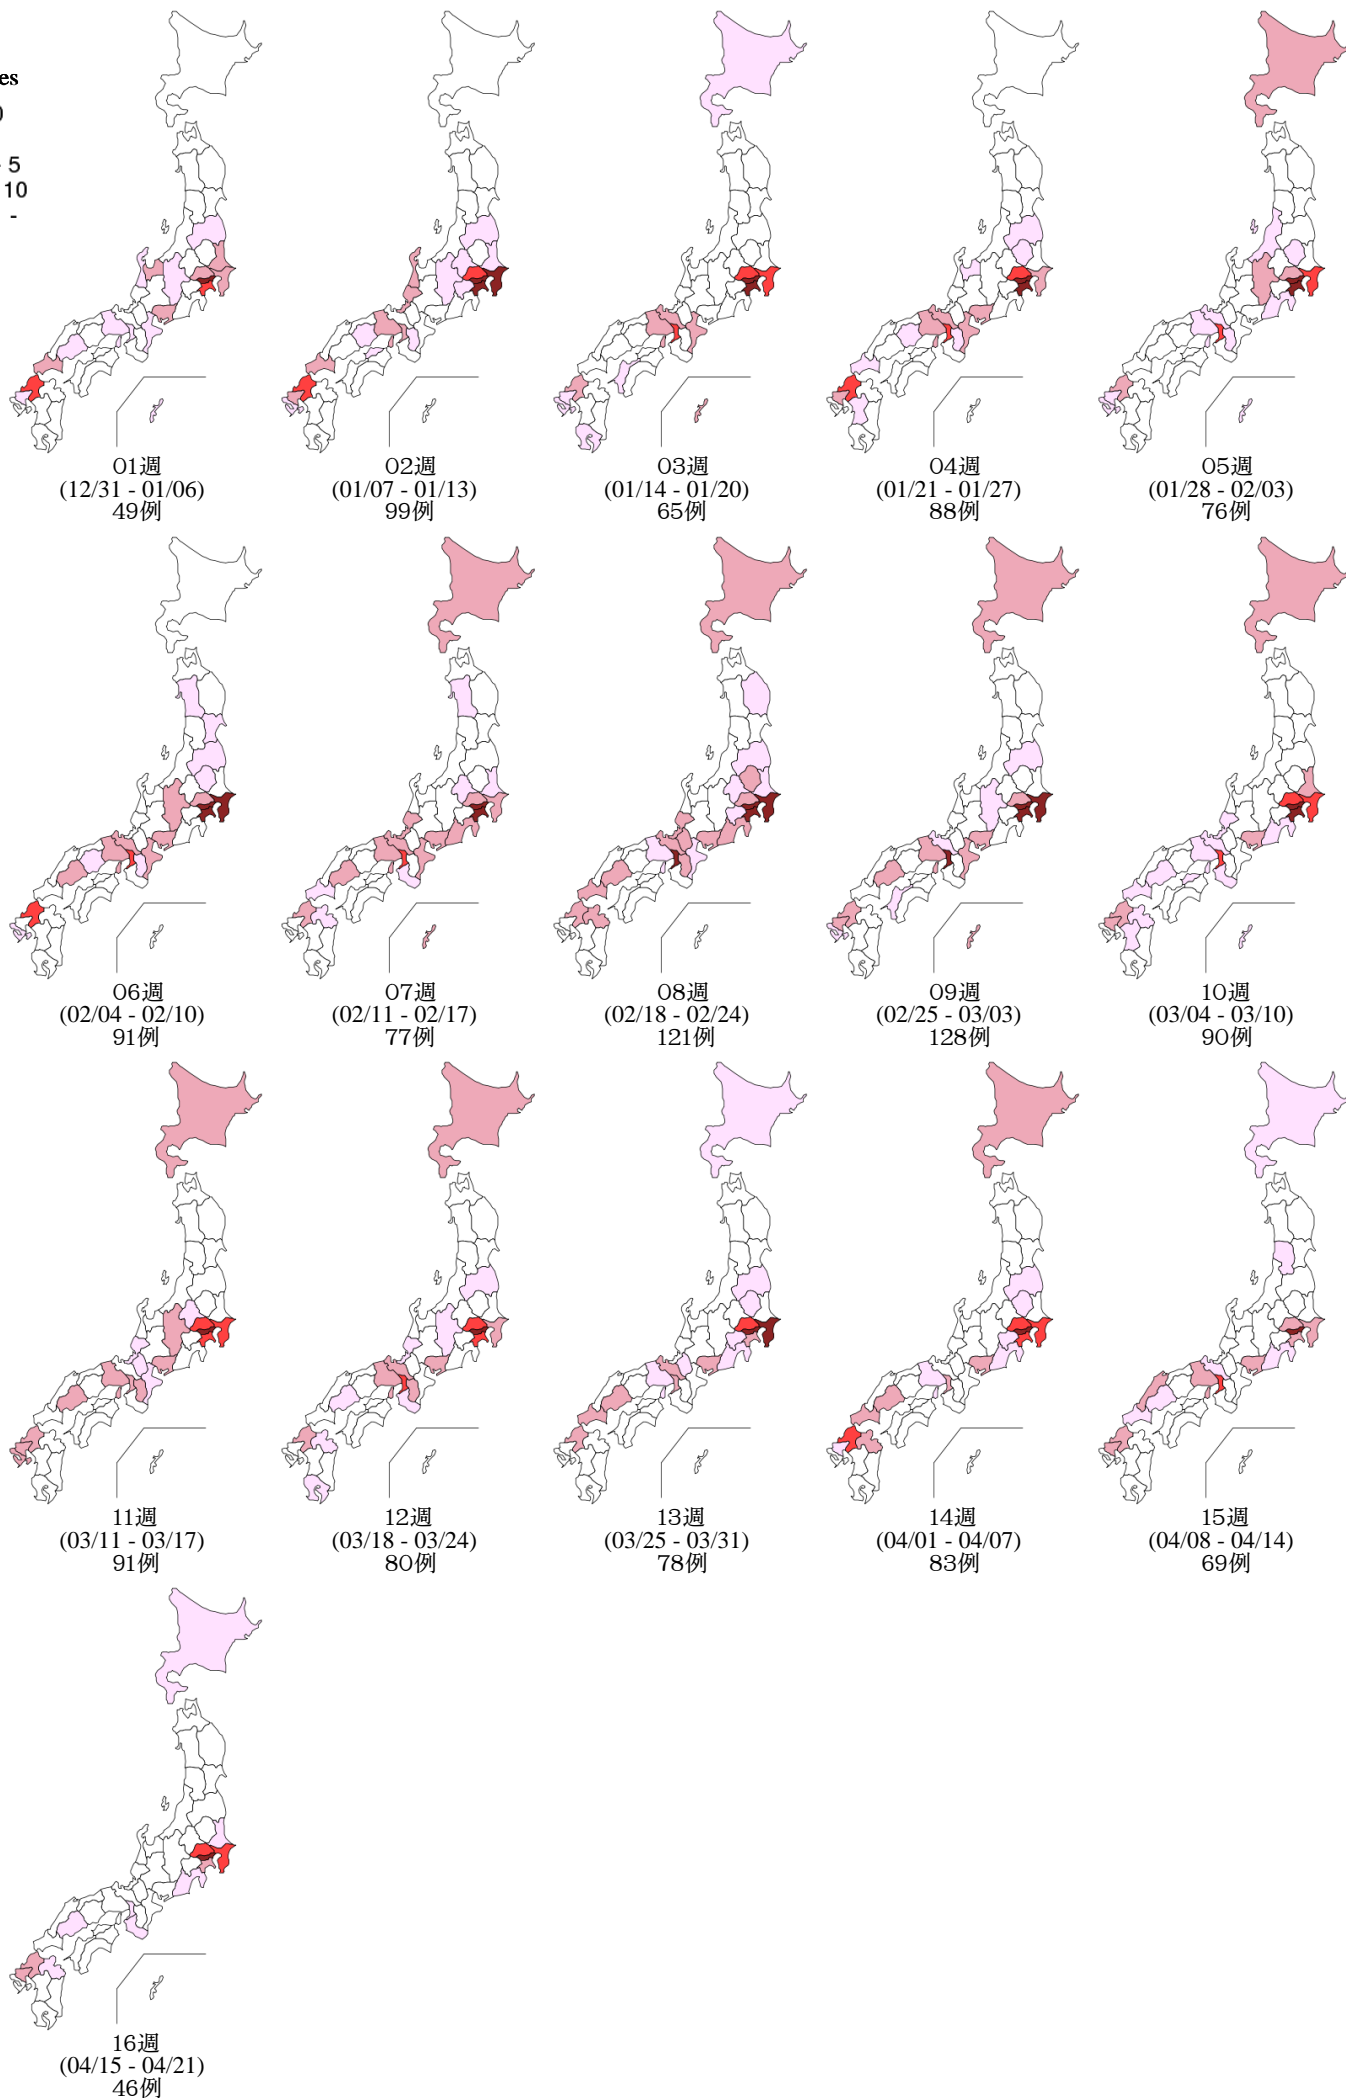 es
0
- 5
10
-
01週
(12/31 - 01/06)
49例
02週
(01/07 - 01/13)
99例
03週
(01/14 - 01/20)
65例
04週
(01/21 - 01/27)
88例
05週
(01/28 - 02/03)
76例
06週
(02/04 - 02/10)
91例
07週
(02/11 - 02/17)
77例
08週
(02/18 - 02/24)
121例
09週
(02/25 - 03/03)
128例
10週
(03/04 - 03/10)
90例
11週
(03/11 - 03/17)
91例
12週
(03/18 - 03/24)
80例
13週
(03/25 - 03/31)
78例
14週
(04/01 - 04/07)
83例
15週
(04/08 - 04/14)
69例
16週
(04/15 - 04/21)
46例